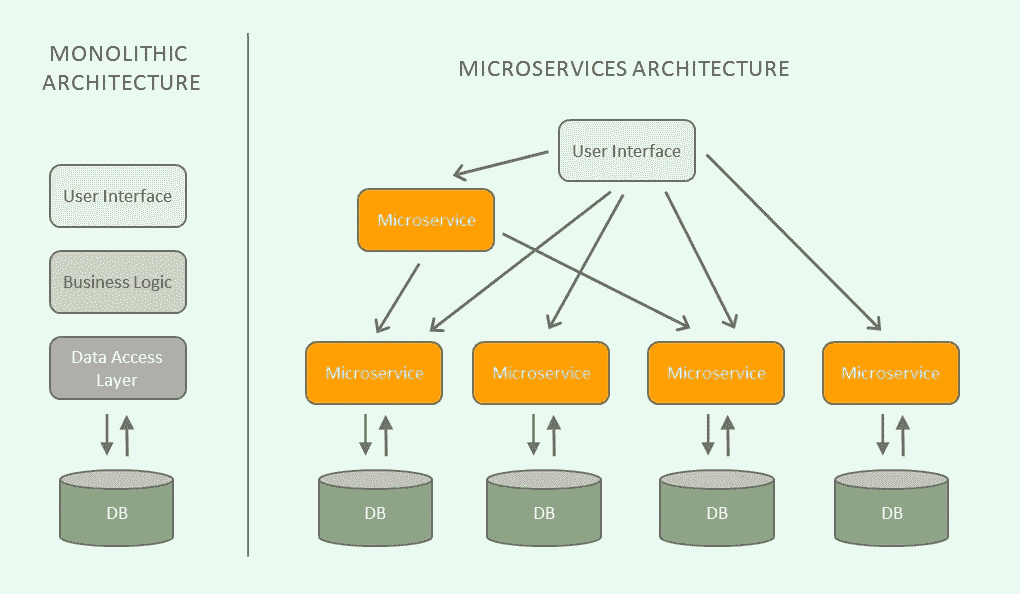 MONOLITHIC
ARCHITECTURE
User Interface
Business Logic
Data Access
Layer
DB
MICROSERVICES ARCHITECTURE
User Interface
Microservice
Microservice
Microservice
Microservice
Microservice
DB
DB
DB
DB